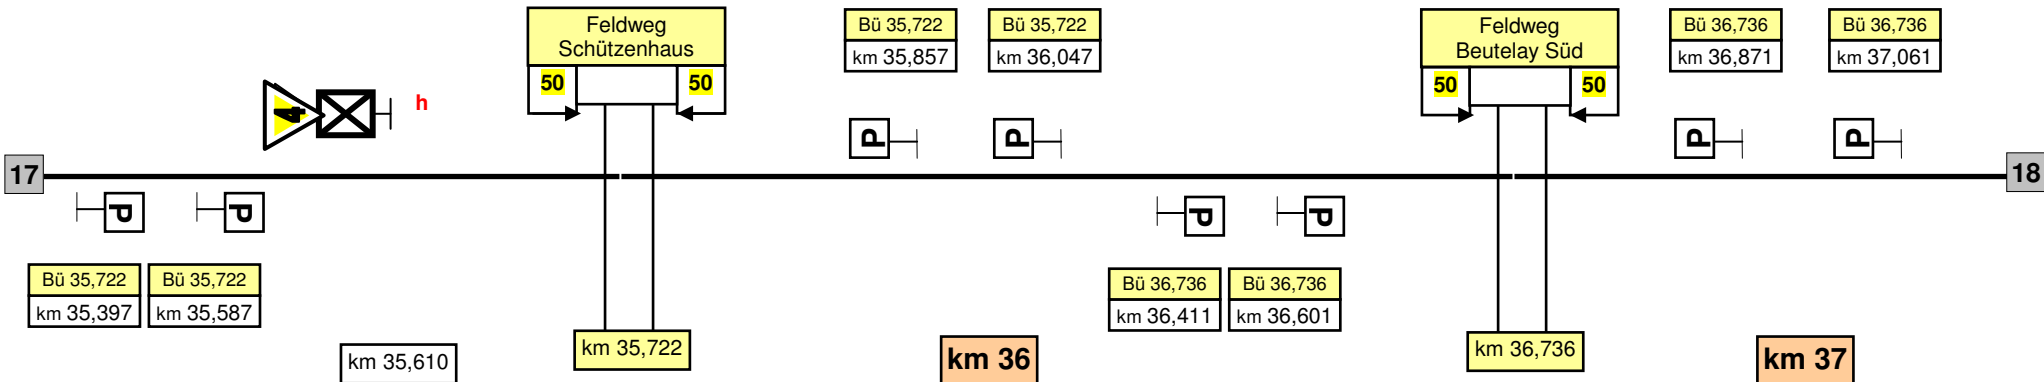 Feldweg
Schützenhaus
50
50
Bü 35,722
km 35,857
Bü 35,722
km 36,047
Feldweg
Beutelay Süd
50
50
Bü 36,736
km 36,871
Bü 36,736
km 37,061
4
h
P
P
P
P
17
18
P
P
P
P
Bü 35,722
km 35,397
Bü 35,722
km 35,587
Bü 36,736
km 36,411
Bü 36,736
km 36,601
km 35,610
km 35,722
km 36
km 36,736
km 37